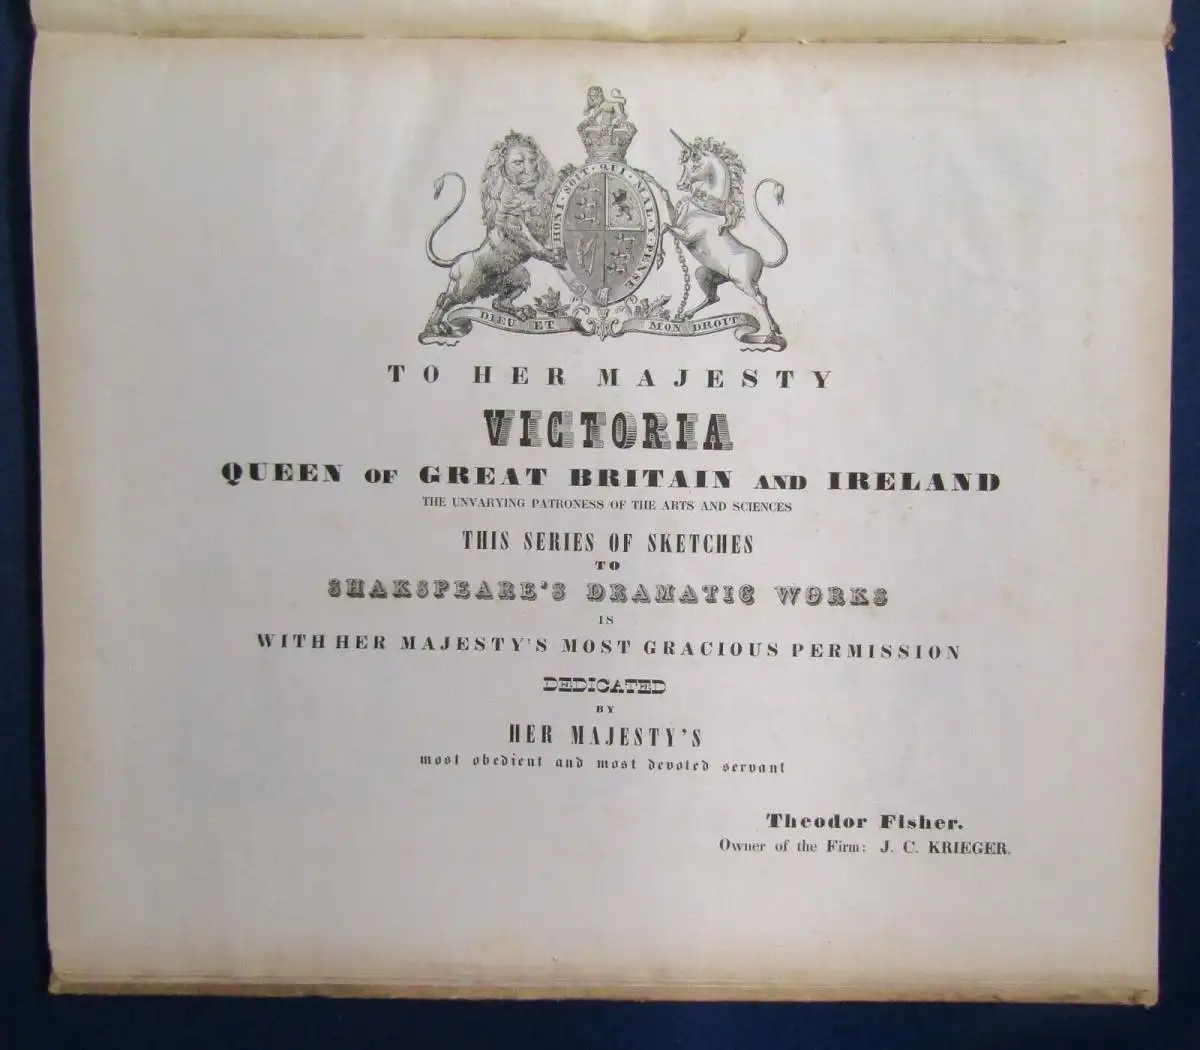 HONI · SOIT · QUI · MAL · Y · PENSE
DIEU ET MON DROIT
TO HER MAJESTY
VICTORIA
QUEEN OF GREAT BRITAIN AND IRELAND
THE UNVARYING PATRONESS OF THE ARTS AND SCIENCES
THIS SERIES OF SKETCHES
TO
SHAKSPEARE'S DRAMATIC WORKS
IS
WITH HER MAJESTY'S MOST GRACIOUS PERMISSION
DEDICATED
BY
HER MAJESTY'S
most obedient and most devoted servant
Theodor Fisher.
Owner of the Firm: J. C. KRIEGER.